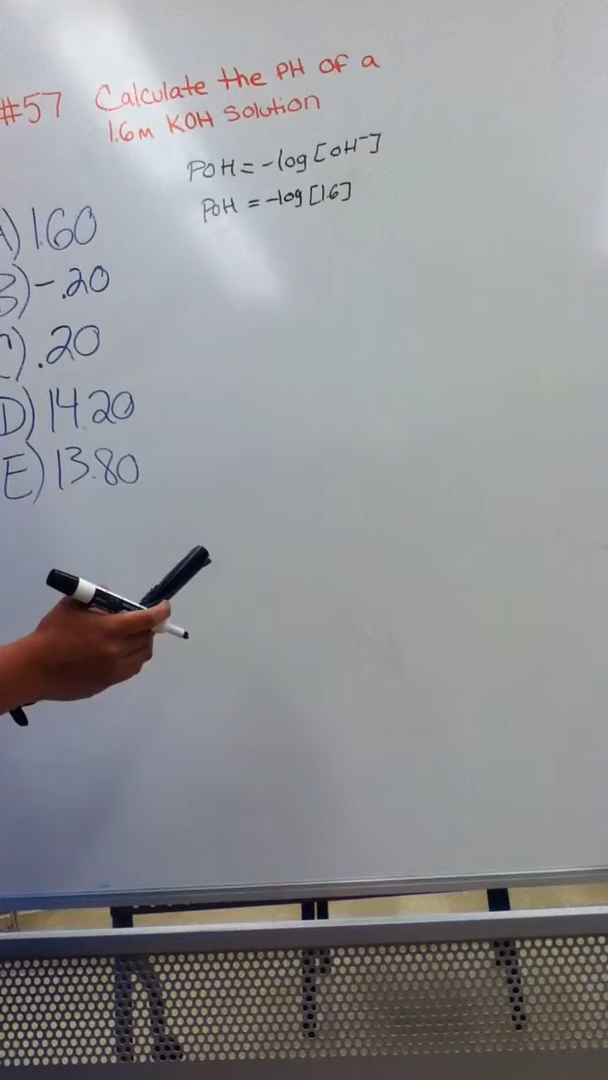 #57 Calculate the PH of a
1.6M KOH Solution
POH = -log[OH-]
POH = -log[1.6]
A) 1.60
B) -.20
C) .20
D) 14.20
E) 13.80